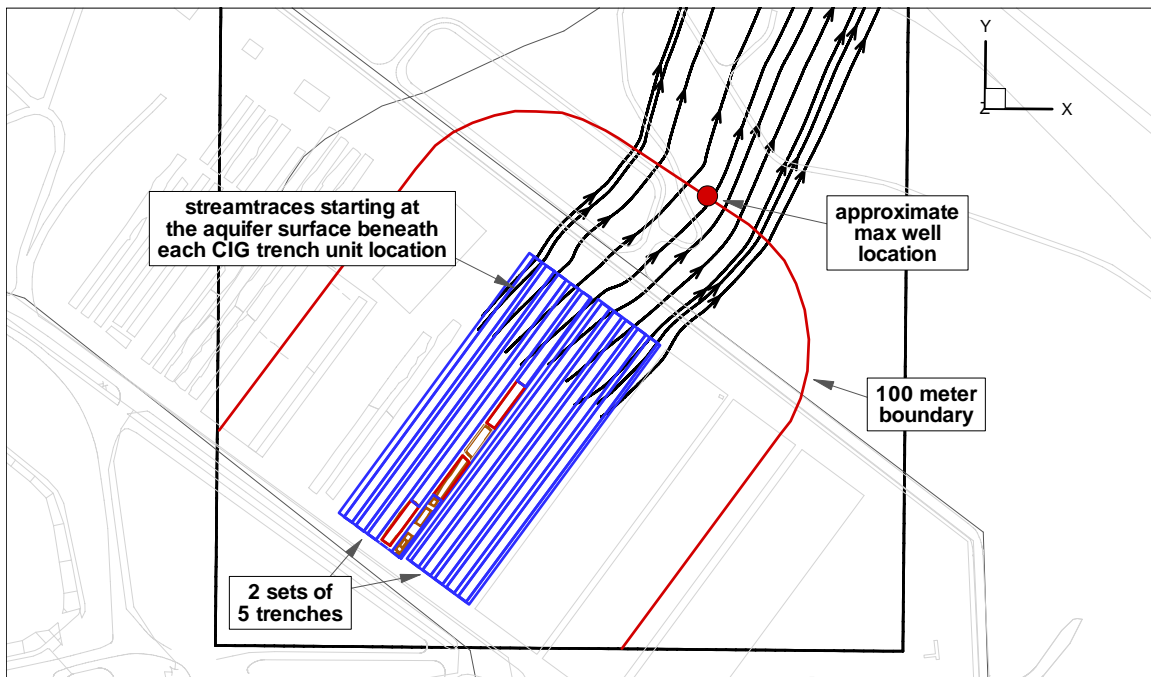 Y
Z
X
streamtraces starting at
the aquifer surface beneath
each CIG trench unit location
approximate
max well
location
100 meter
boundary
2 sets of
5 trenches